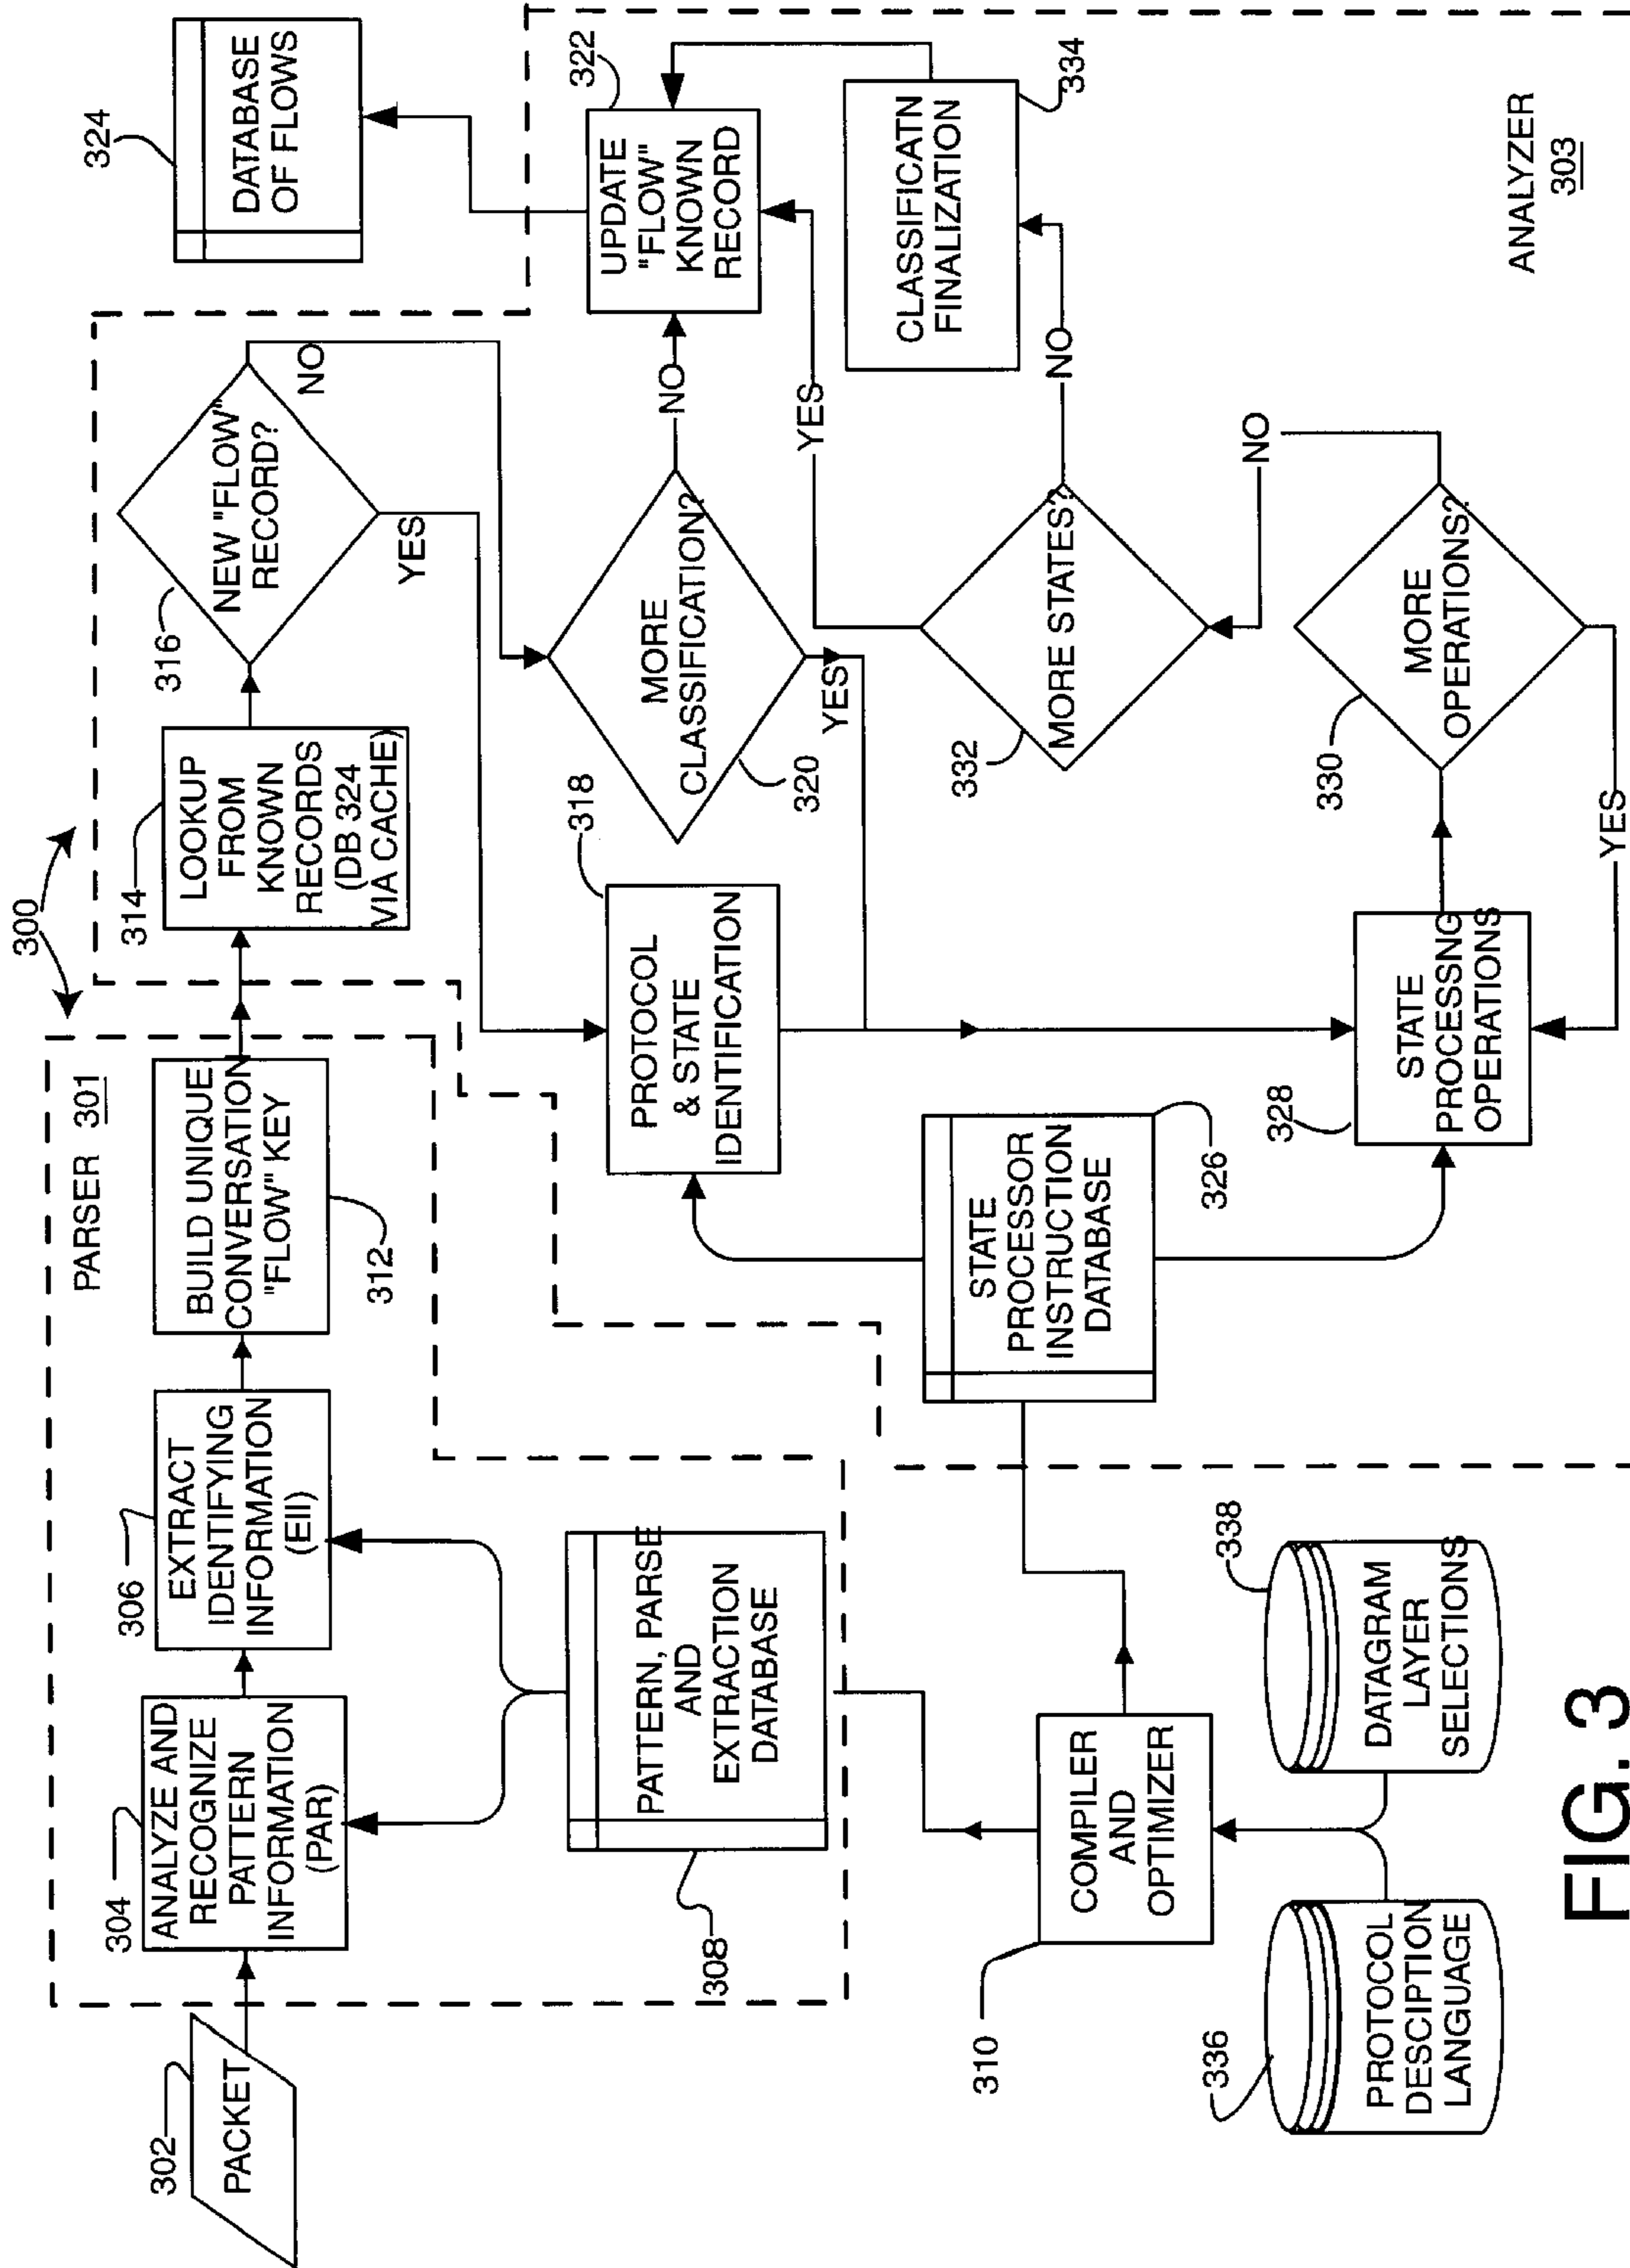 300
PARSER 301
302
PACKET
304
ANALYZE AND
RECOGNIZE
PATTERN
INFORMATION
(PAR)
306
EXTRACT
IDENTIFYING
INFORMATION
(EII)
BUILD UNIQUE
CONVERSATION
"FLOW" KEY
312
314
LOOKUP
FROM
KNOWN
RECORDS
(DB 324
VIA CACHE)
316
NEW "FLOW"
RECORD?
NO
YES
324
DATABASE
OF FLOWS
PATTERN, PARSE
AND
EXTRACTION
DATABASE
308
318
PROTOCOL
& STATE
IDENTIFICATION
MORE
CLASSIFICATION?
320
YES
NO
322
UPDATE
"FLOW"
KNOWN
RECORD
YES
CLASSIFICATN
FINALIZATION
334
NO
MORE STATES?
332
STATE
PROCESSOR
INSTRUCTION
DATABASE
326
310
COMPILER
AND
OPTIMIZER
328
STATE
PROCESSNG
OPERATIONS
330
MORE
OPERATIONS?
NO
YES
336
PROTOCOL
DESCIPTION
LANGUAGE
338
DATAGRAM
LAYER
SELECTIONS
ANALYZER
303
FIG. 3